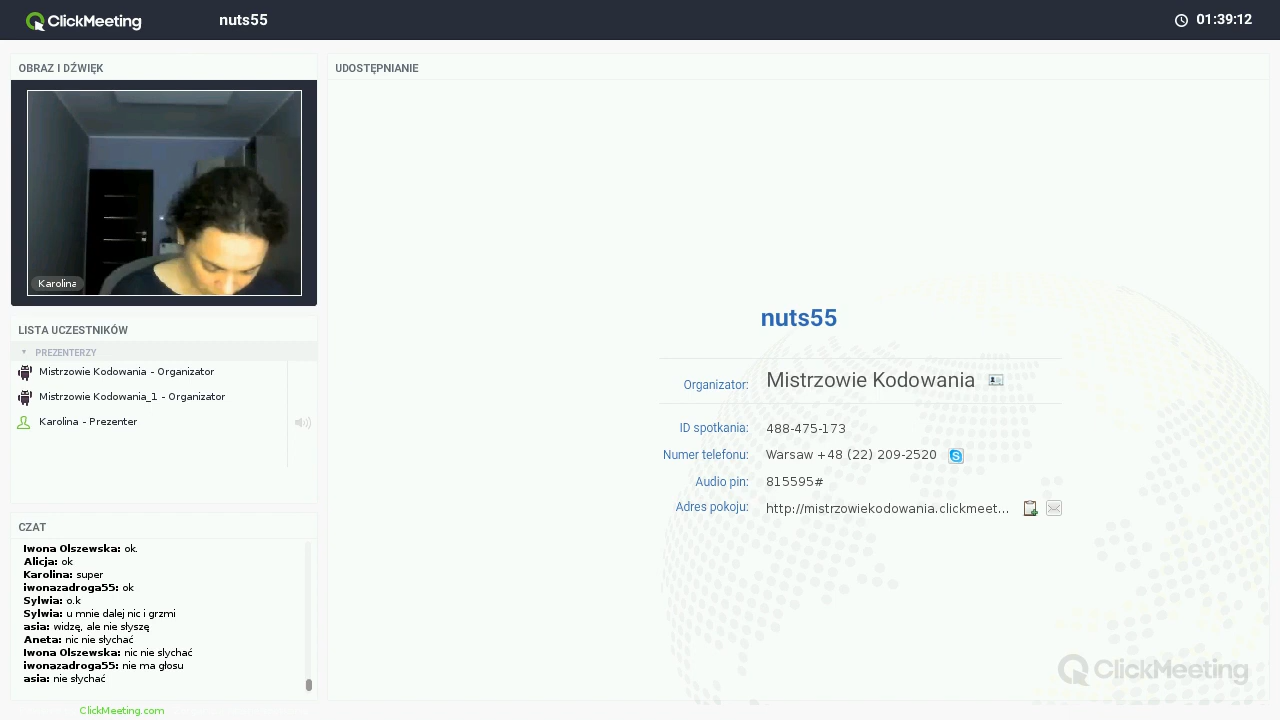 ClickMeeting
nuts55
01:39:12
OBRAZ I DŹWIĘK
Karolina
LISTA UCZESTNIKÓW
PREZENTERZY
Mistrzowie Kodowania - Organizator
Mistrzowie Kodowania_1 - Organizator
Karolina - Prezenter
CZAT
Iwona Olszewska: ok.
Alicja: ok
Karolina: super
iwonazadroga55: ok
Sylwia: o.k
Sylwia: u mnie dalej nic i grzmi
asia: widzę, ale nie słyszę
Aneta: nic nie słychać
Iwona Olszewska: nic nie slychać
iwonazadroga55: nie ma głosu
asia: nie słychać
ClickMeeting.com
UDOSTĘPNIANIE
nuts55
Organizator: Mistrzowie Kodowania
ID spotkania: 488-475-173
Numer telefonu: Warsaw +48 (22) 209-2520
Audio pin: 815595#
Adres pokoju: http://mistrzowiekodowania.clickmeet...
ClickMeeting